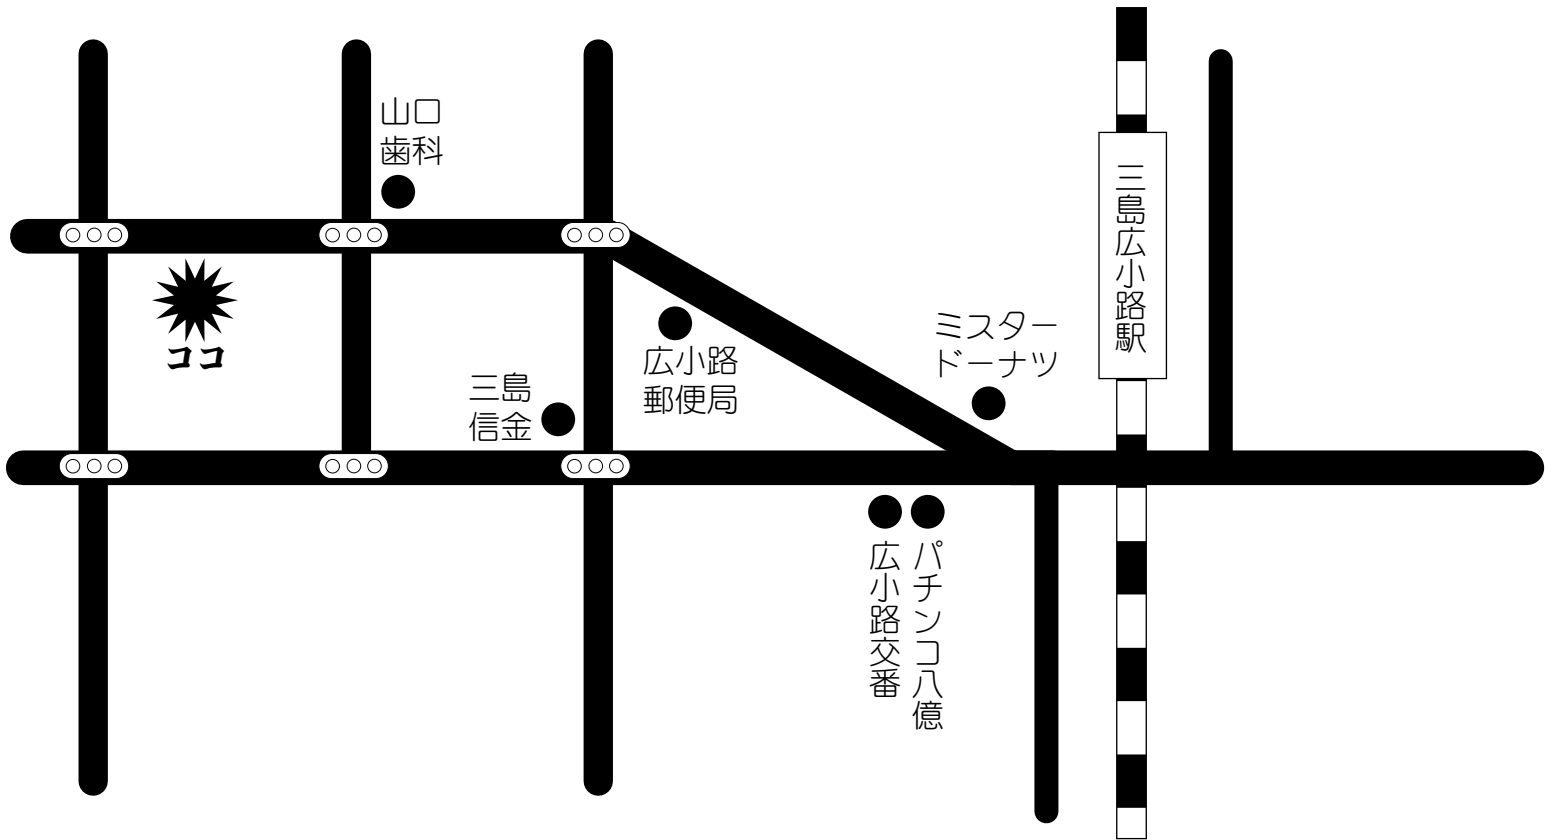 山口
歯科
ココ
三島
信金
広小路
郵便局
ミスター
ドーナツ
三島広小路駅
パチンコ八億
広小路交番